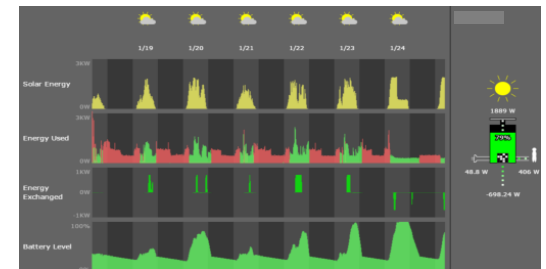 1/19 1/20 1/21 1/22 1/23 1/24
3KW
Solar Energy
0W
3KW
Energy Used
0W
1KW
Energy
Exchanged
0W
-1KW
100%
Battery Level
1889 W
48.8 W
406 W
-698.24 W